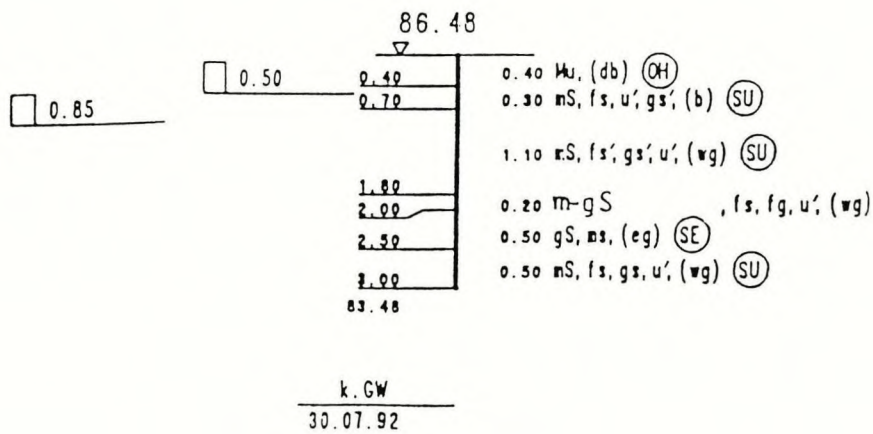 86.48
0.50
0.85
0.40
0.70
1.80
2.00
2.50
3.00
83.48
0.40 Mu, (db) OH
0.30 mS, fs, u', gs', (b) SU
1.10 mS, fs', gs', u', (wg) SU
0.20 m-gS , fs, fg, u', (wg)
0.50 gS, ms, (eg) SE
0.50 mS, fs, gs, u', (wg) SU
k.GW
30.07.92